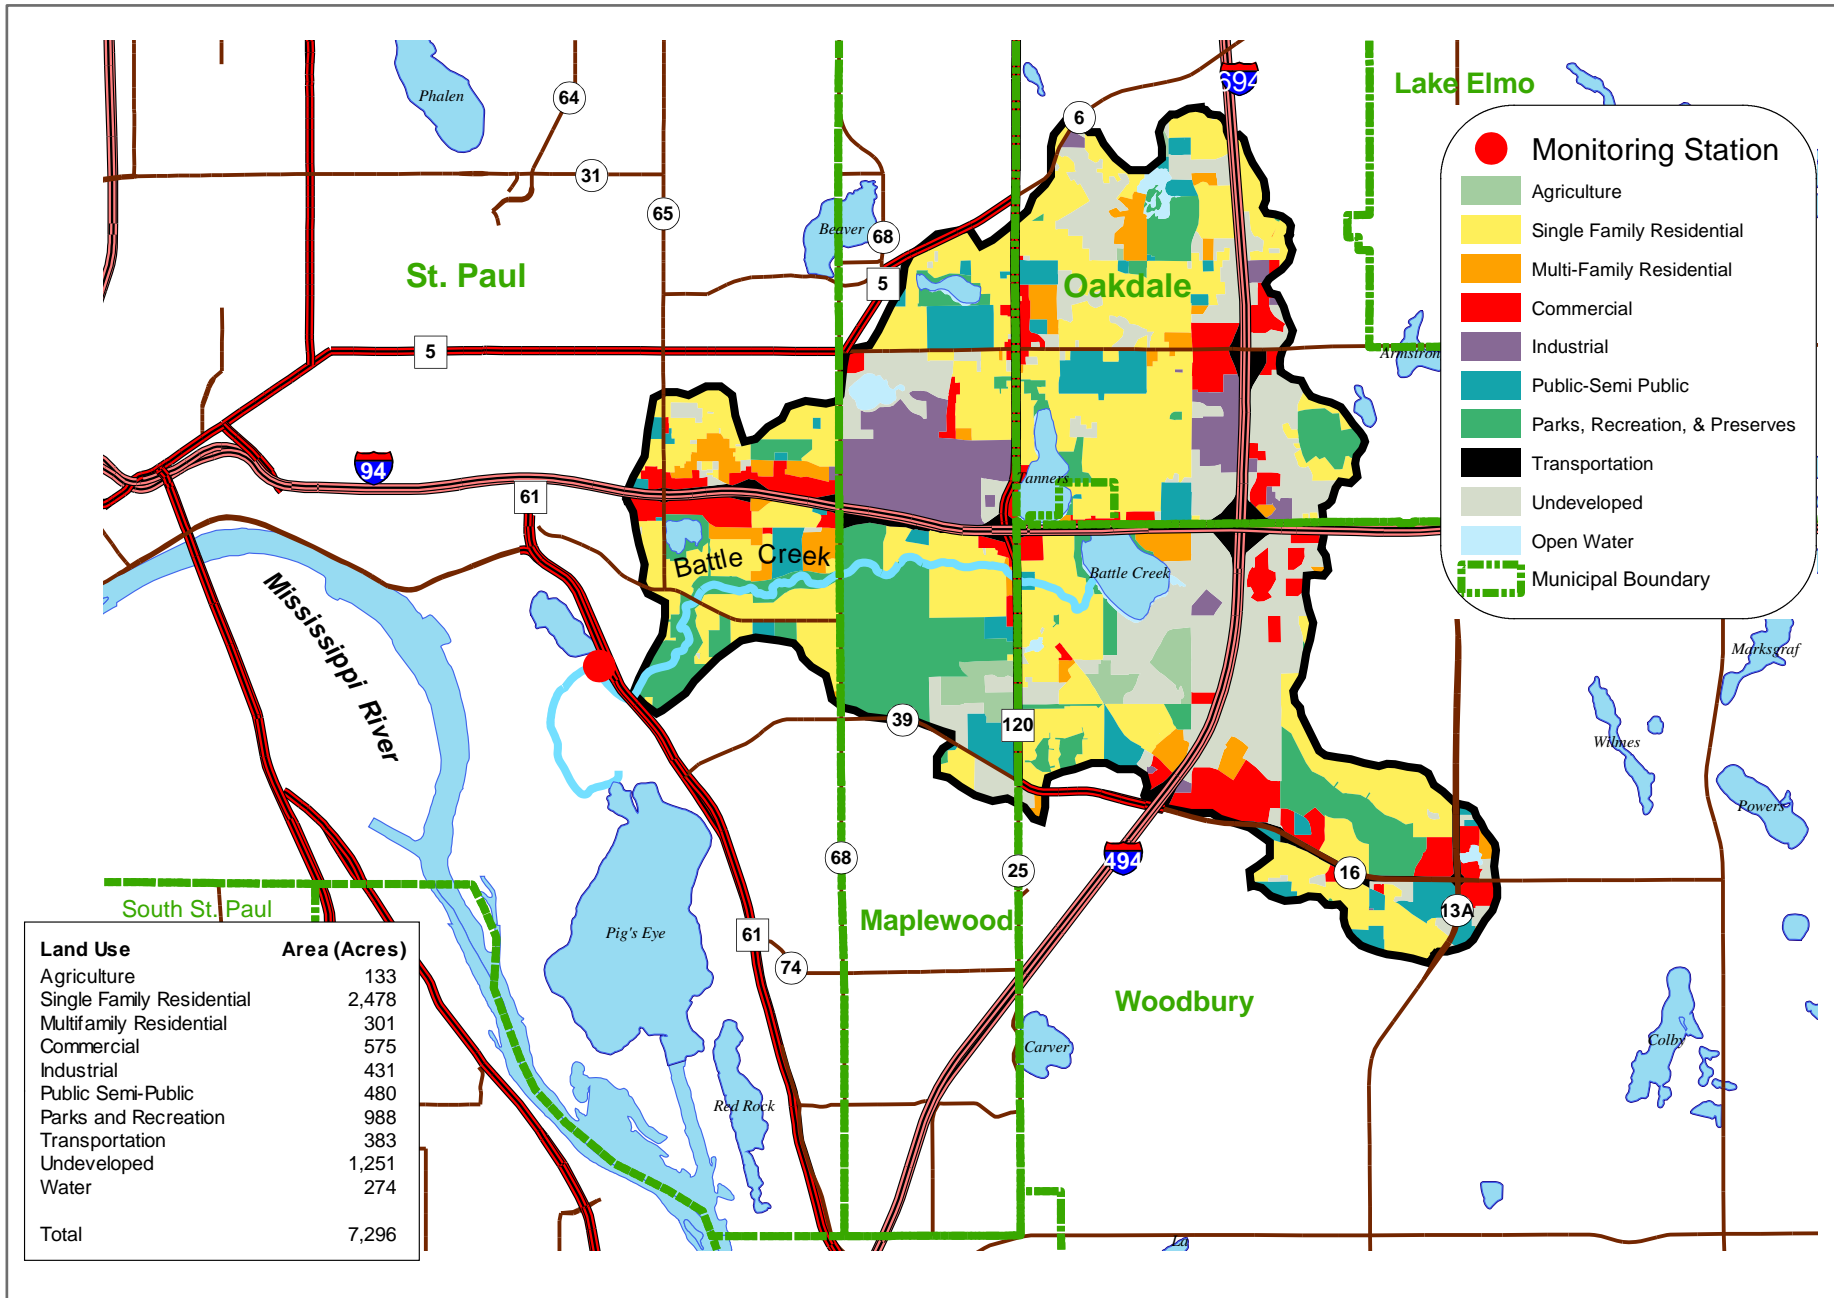 Phalen
64
6
694
Lake Elmo
Monitoring Station
Agriculture
Single Family Residential
Multi-Family Residential
Commercial
Industrial
Public-Semi Public
Parks, Recreation, & Preserves
Transportation
Undeveloped
Open Water
Municipal Boundary
31
65
Beaver
68
St. Paul
5
Oakdale
5
Armstron
94
61
Tanners
Battle Creek
Battle Creek
Mississippi River
Marksgraf
39
120
Wilmes
Powers
68
25
494
16
13A
South St. Paul
Maplewood
Pig's Eye
61
74
Woodbury
Carver
Colby
Red Rock
La
Land Use Area (Acres)
Agriculture 133
Single Family Residential 2,478
Multifamily Residential 301
Commercial 575
Industrial 431
Public Semi-Public 480
Parks and Recreation 988
Transportation 383
Undeveloped 1,251
Water 274
Total 7,296